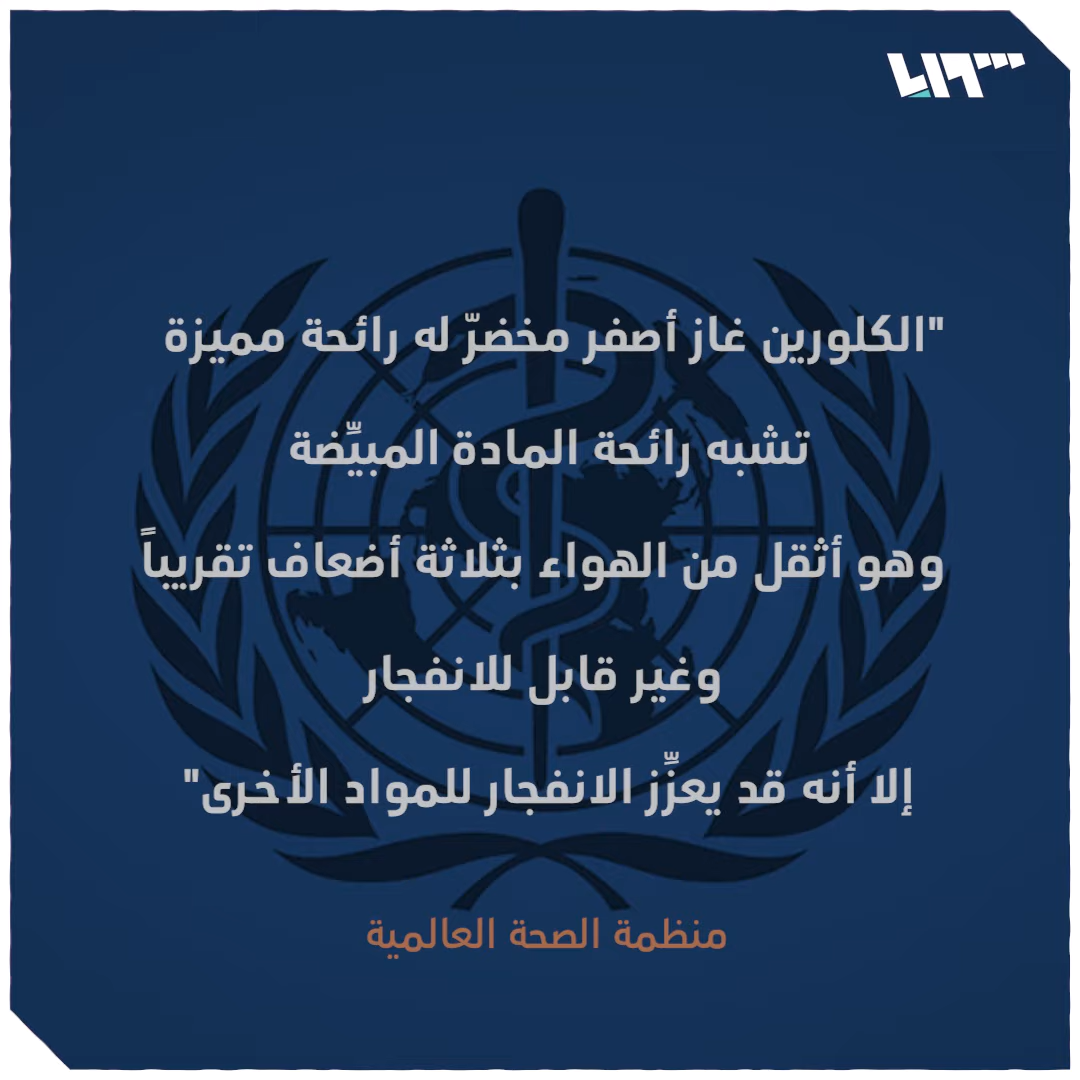 "الكلورين غاز أصفر مخضرّ له رائحة مميزة
تشبه رائحة المادة المبيِّضة
وهو أثقل من الهواء بثلاثة أضعاف تقريباً
وغير قابل للانفجار
إلا أنه قد يعزِّز الانفجار للمواد الأخرى"
منظمة الصحة العالمية